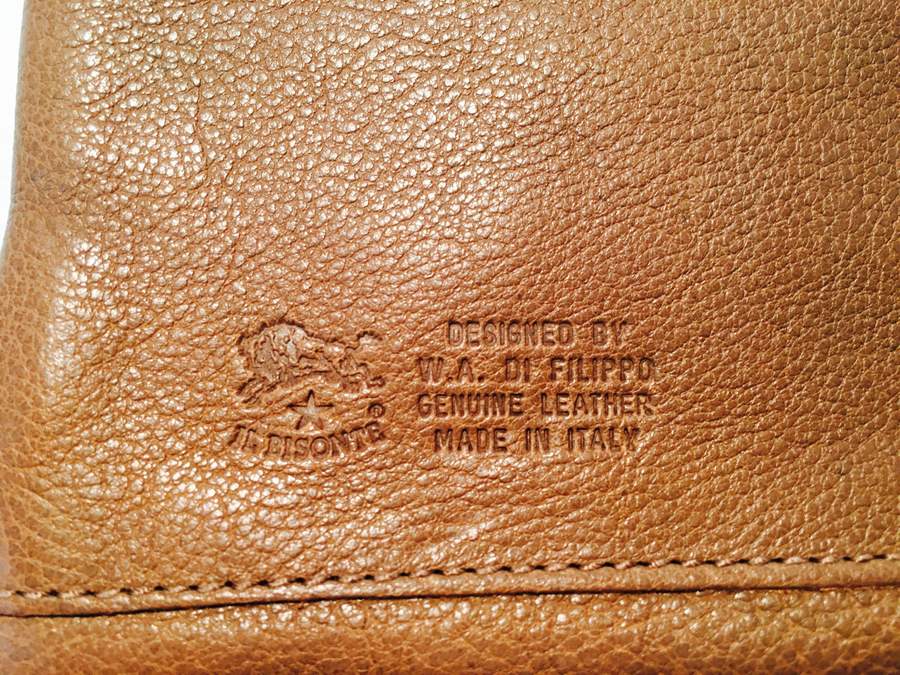 IL BISONTE ®
DESIGNED BY
W.A. DI FILIPPO
GENUINE LEATHER
MADE IN ITALY